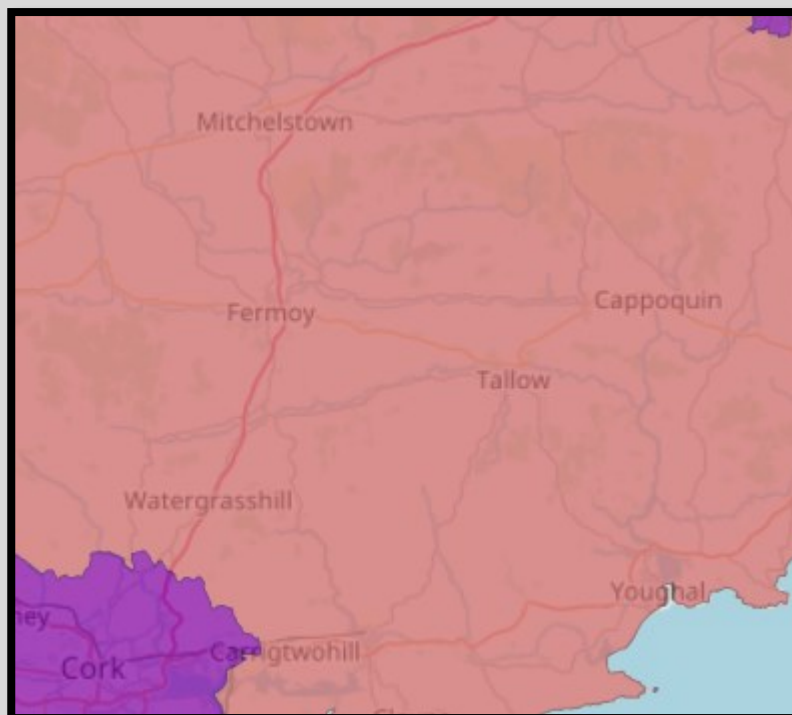 Mitchelstown
Cappoquin
Fermoy
Tallow
Watergrasshill
Youghal
Carrigtwohill
Cork